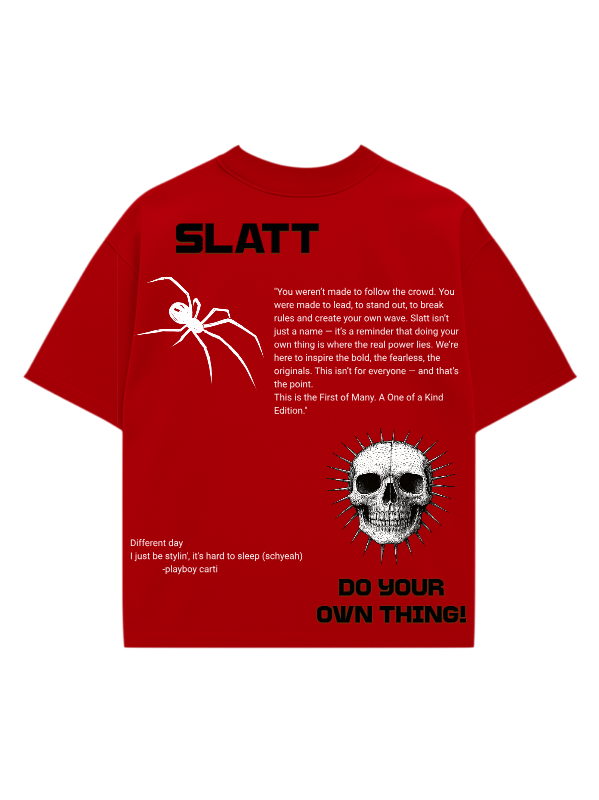 SLATT
"You weren't made to follow the crowd. You
were made to lead, to stand out, to break
rules and create your own wave. Slatt isn't
just a name — it's a reminder that doing your
own thing is where the real power lies. We're
here to inspire the bold, the fearless, the
originals. This isn't for everyone — and that's
the point.
This is the First of Many. A One of a Kind
Edition."
Different day
I just be stylin', it's hard to sleep (schyeah)
-playboy carti
DO YOUR
OWN THING!